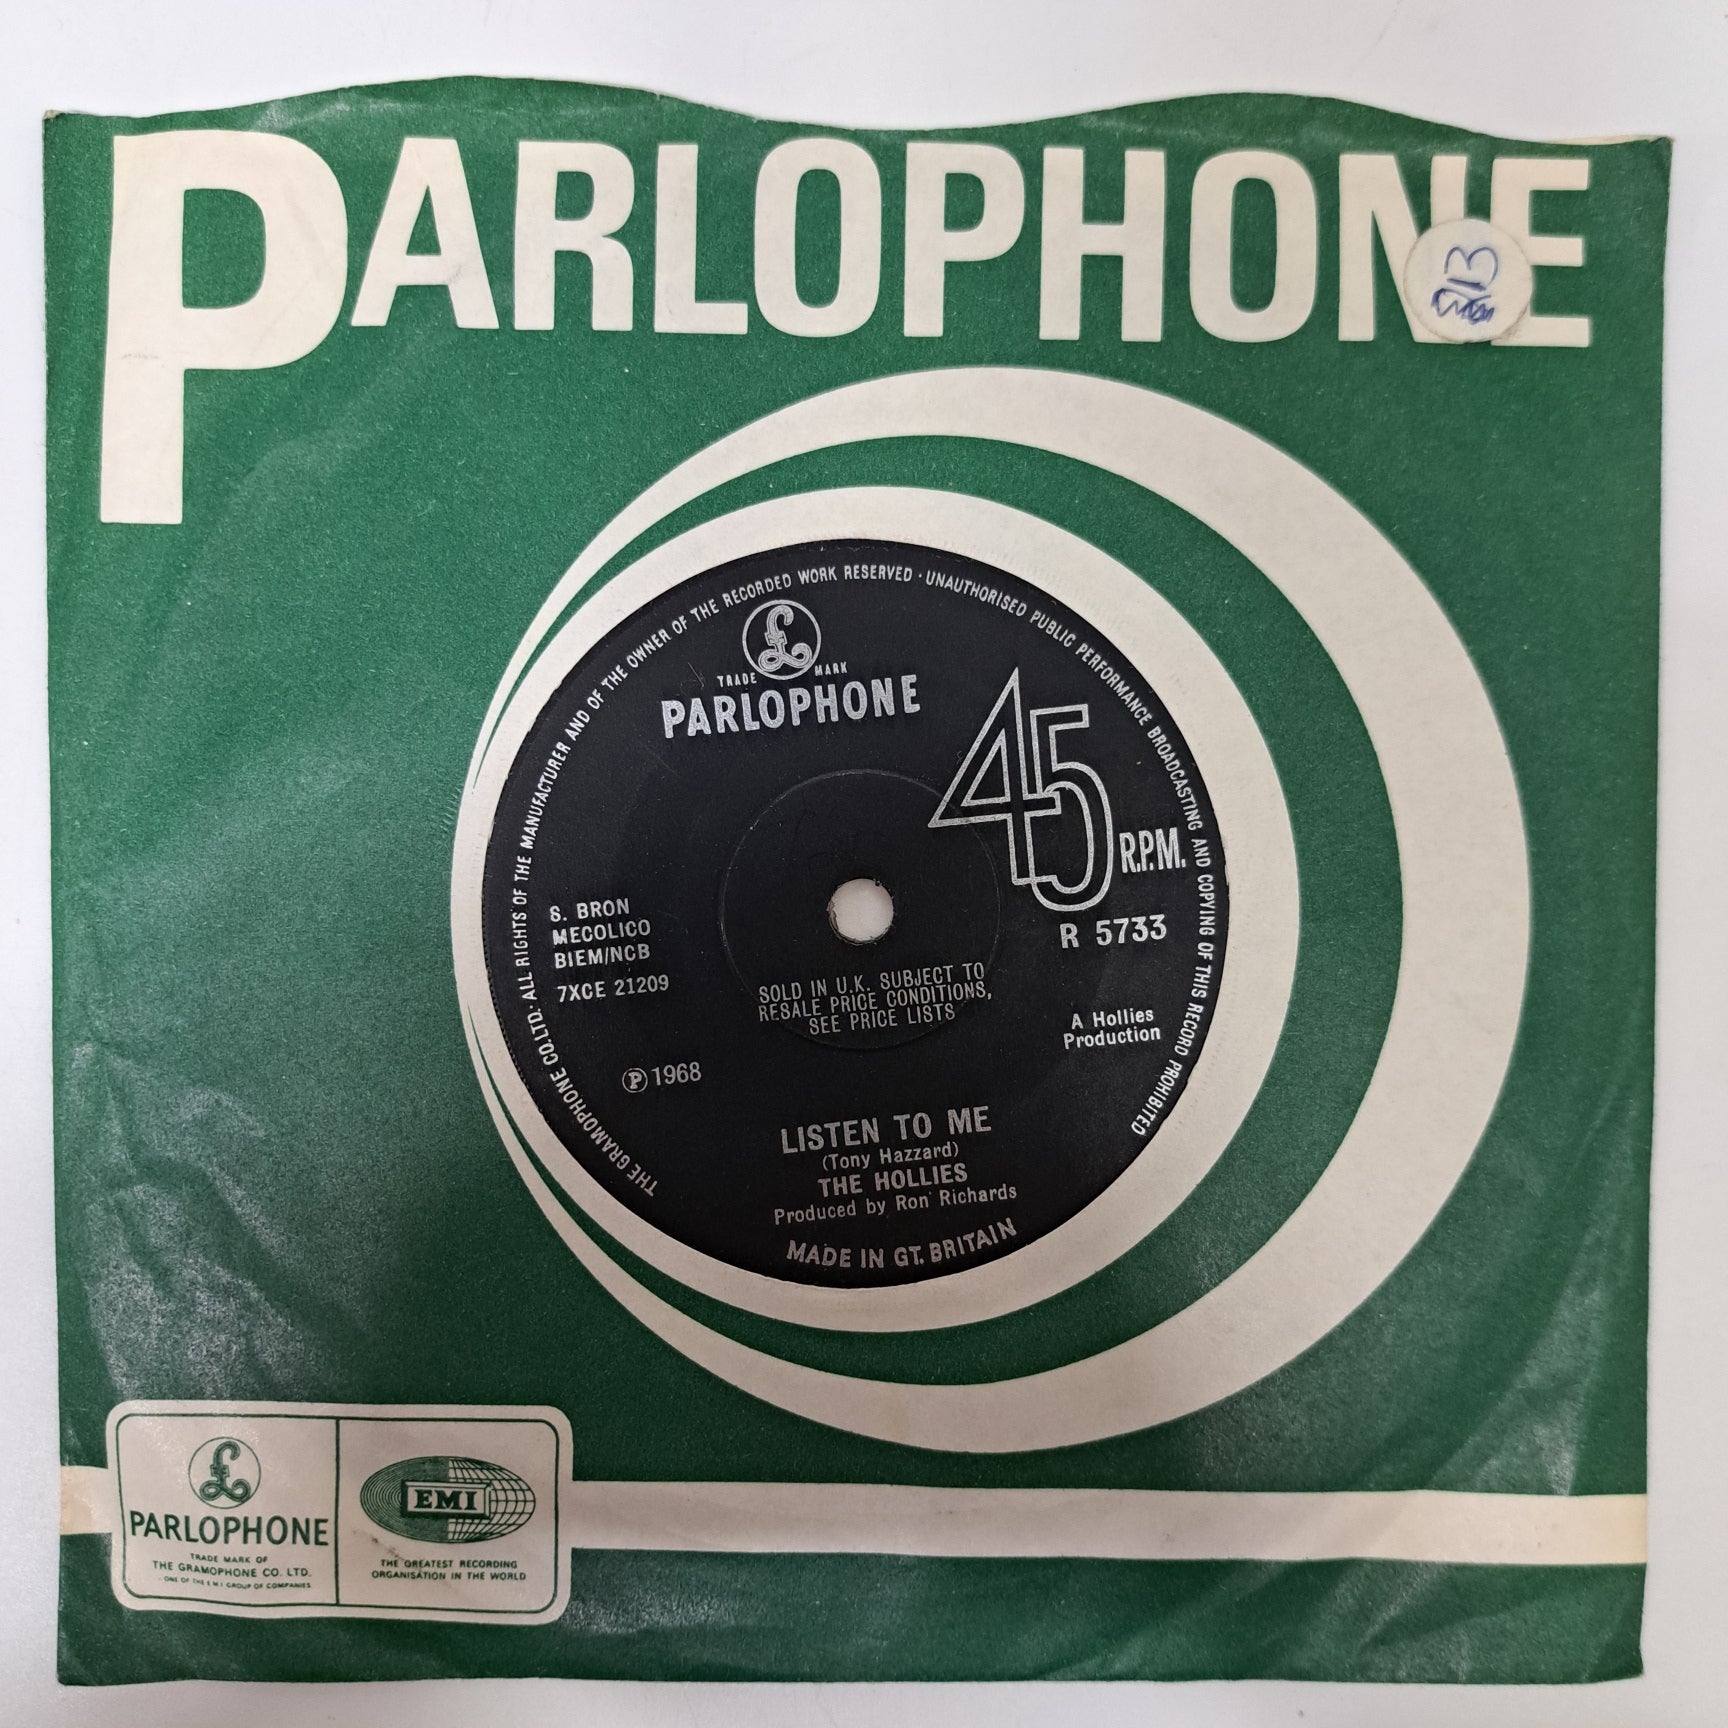 PARLOPHONE
13
THE GRAMOPHONE CO. LTD. · ALL RIGHTS OF THE MANUFACTURER AND OF THE OWNER OF THE RECORDED WORK RESERVED · UNAUTHORISED PUBLIC PERFORMANCE BROADCASTING AND COPYING OF THIS RECORD PROHIBITED
£
TRADE MARK
PARLOPHONE
45 R.P.M.
R 5733
S. BRON
MECOLICO
BIEM/NCB
7XCE 21209
SOLD IN U.K. SUBJECT TO
RESALE PRICE CONDITIONS,
SEE PRICE LISTS
A Hollies
Production
℗ 1968
LISTEN TO ME
(Tony Hazzard)
THE HOLLIES
Produced by Ron Richards
MADE IN GT. BRITAIN
£
PARLOPHONE
TRADE MARK OF
THE GRAMOPHONE CO. LTD.
ONE OF THE E M I GROUP OF COMPANIES
EMI
THE GREATEST RECORDING
ORGANISATION IN THE WORLD